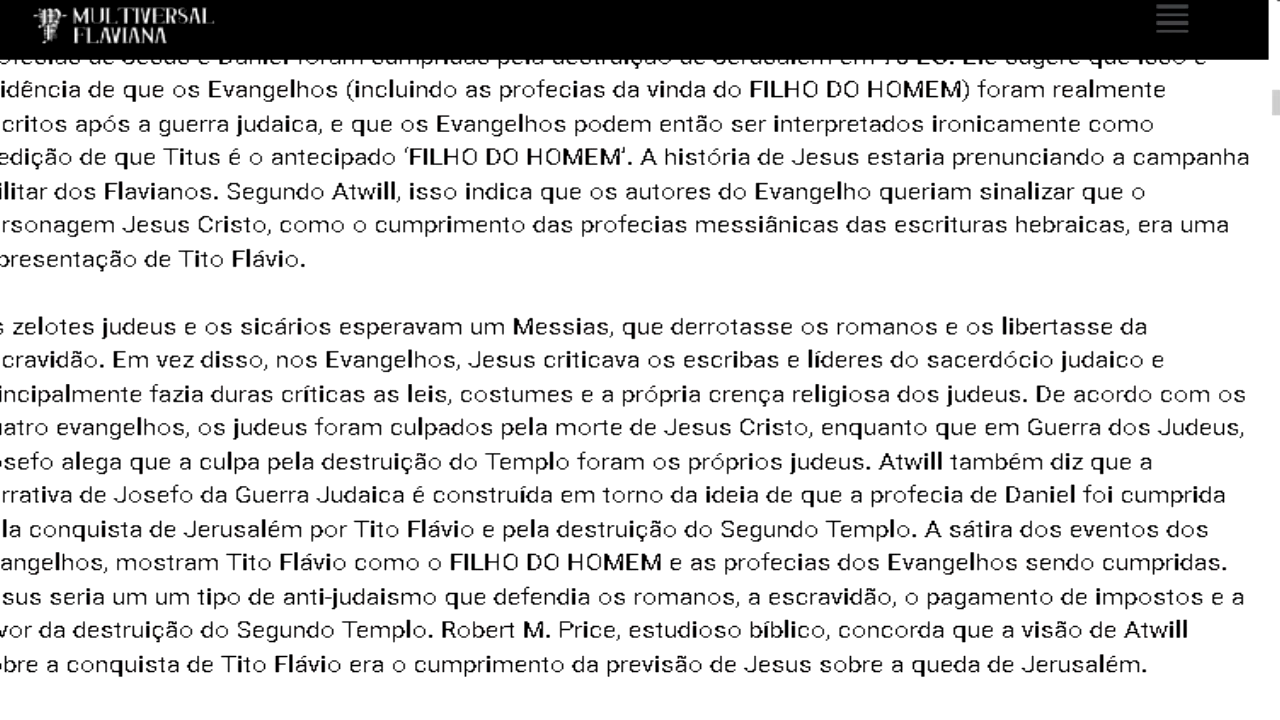 MULTIVERSAL
FLAVIANA
idência de que os Evangelhos (incluindo as profecias da vinda do FILHO DO HOMEM) foram realmente
critos após a guerra judaica, e que os Evangelhos podem então ser interpretados ironicamente como
edição de que Titus é o antecipado ‘FILHO DO HOMEM’. A história de Jesus estaria prenunciando a campanha
ilitar dos Flavianos. Segundo Atwill, isso indica que os autores do Evangelho queriam sinalizar que o
rsonagem Jesus Cristo, como o cumprimento das profecias messiânicas das escrituras hebraicas, era uma
presentação de Tito Flávio.
s zelotes judeus e os sicários esperavam um Messias, que derrotasse os romanos e os libertasse da
cravidão. Em vez disso, nos Evangelhos, Jesus criticava os escribas e líderes do sacerdócio judaico e
incipalmente fazia duras críticas as leis, costumes e a própria crença religiosa dos judeus. De acordo com os
uatro evangelhos, os judeus foram culpados pela morte de Jesus Cristo, enquanto que em Guerra dos Judeus,
osefo alega que a culpa pela destruição do Templo foram os próprios judeus. Atwill também diz que a
rrativa de Josefo da Guerra Judaica é construída em torno da ideia de que a profecia de Daniel foi cumprida
la conquista de Jerusalém por Tito Flávio e pela destruição do Segundo Templo. A sátira dos eventos dos
angelhos, mostram Tito Flávio como o FILHO DO HOMEM e as profecias dos Evangelhos sendo cumpridas.
sus seria um um tipo de anti-judaismo que defendia os romanos, a escravidão, o pagamento de impostos e a
vor da destruição do Segundo Templo. Robert M. Price, estudioso bíblico, concorda que a visão de Atwill
obre a conquista de Tito Flávio era o cumprimento da previsão de Jesus sobre a queda de Jerusalém.